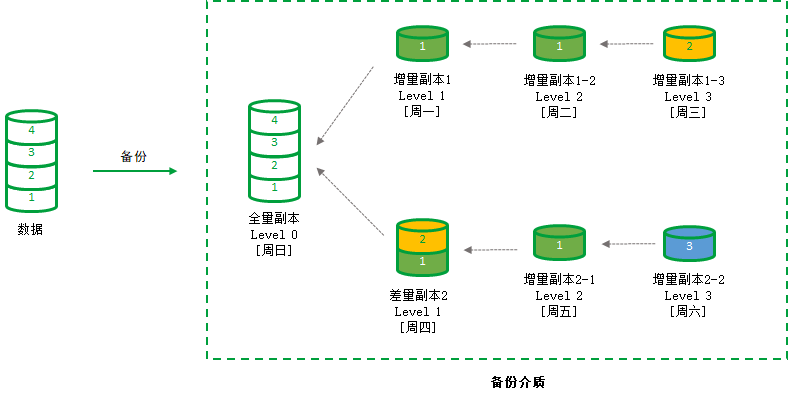 4
3
2
1
数据
备份
4
3
2
1
全量副本
Level 0
[周日]
1
增量副本1
Level 1
[周一]
1
增量副本1-2
Level 2
[周二]
2
增量副本1-3
Level 3
[周三]
2
1
差量副本2
Level 1
[周四]
1
增量副本2-1
Level 2
[周五]
3
增量副本2-2
Level 3
[周六]
备份介质